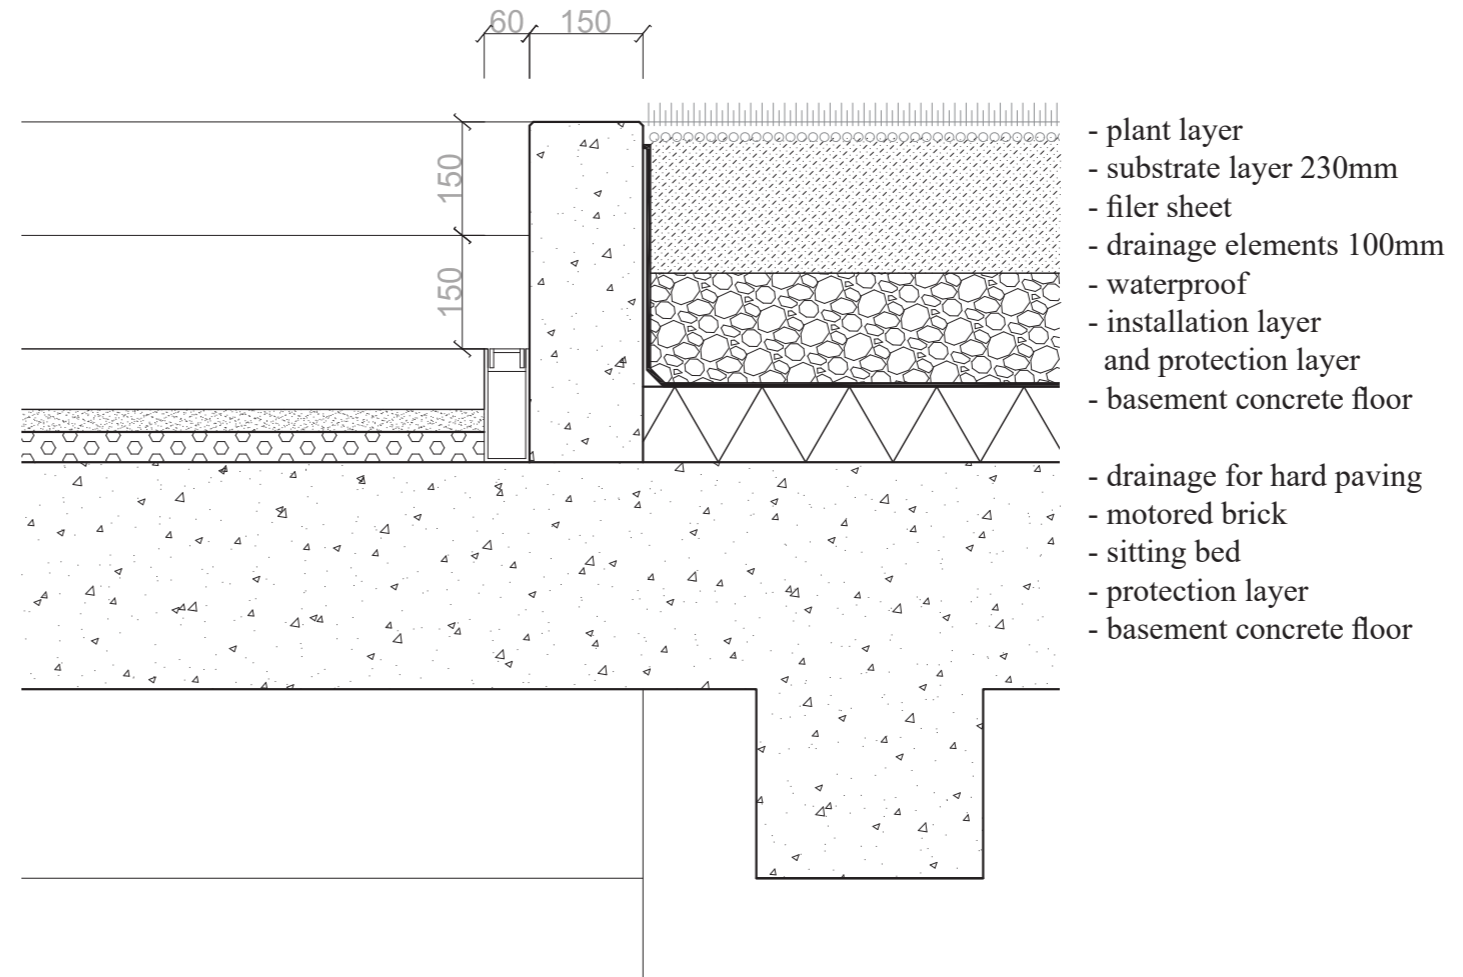 60 150
150
150
- plant layer
- substrate layer 230mm
- filer sheet
- drainage elements 100mm
- waterproof
- installation layer
and protection layer
- basement concrete floor
- drainage for hard paving
- motored brick
- sitting bed
- protection layer
- basement concrete floor